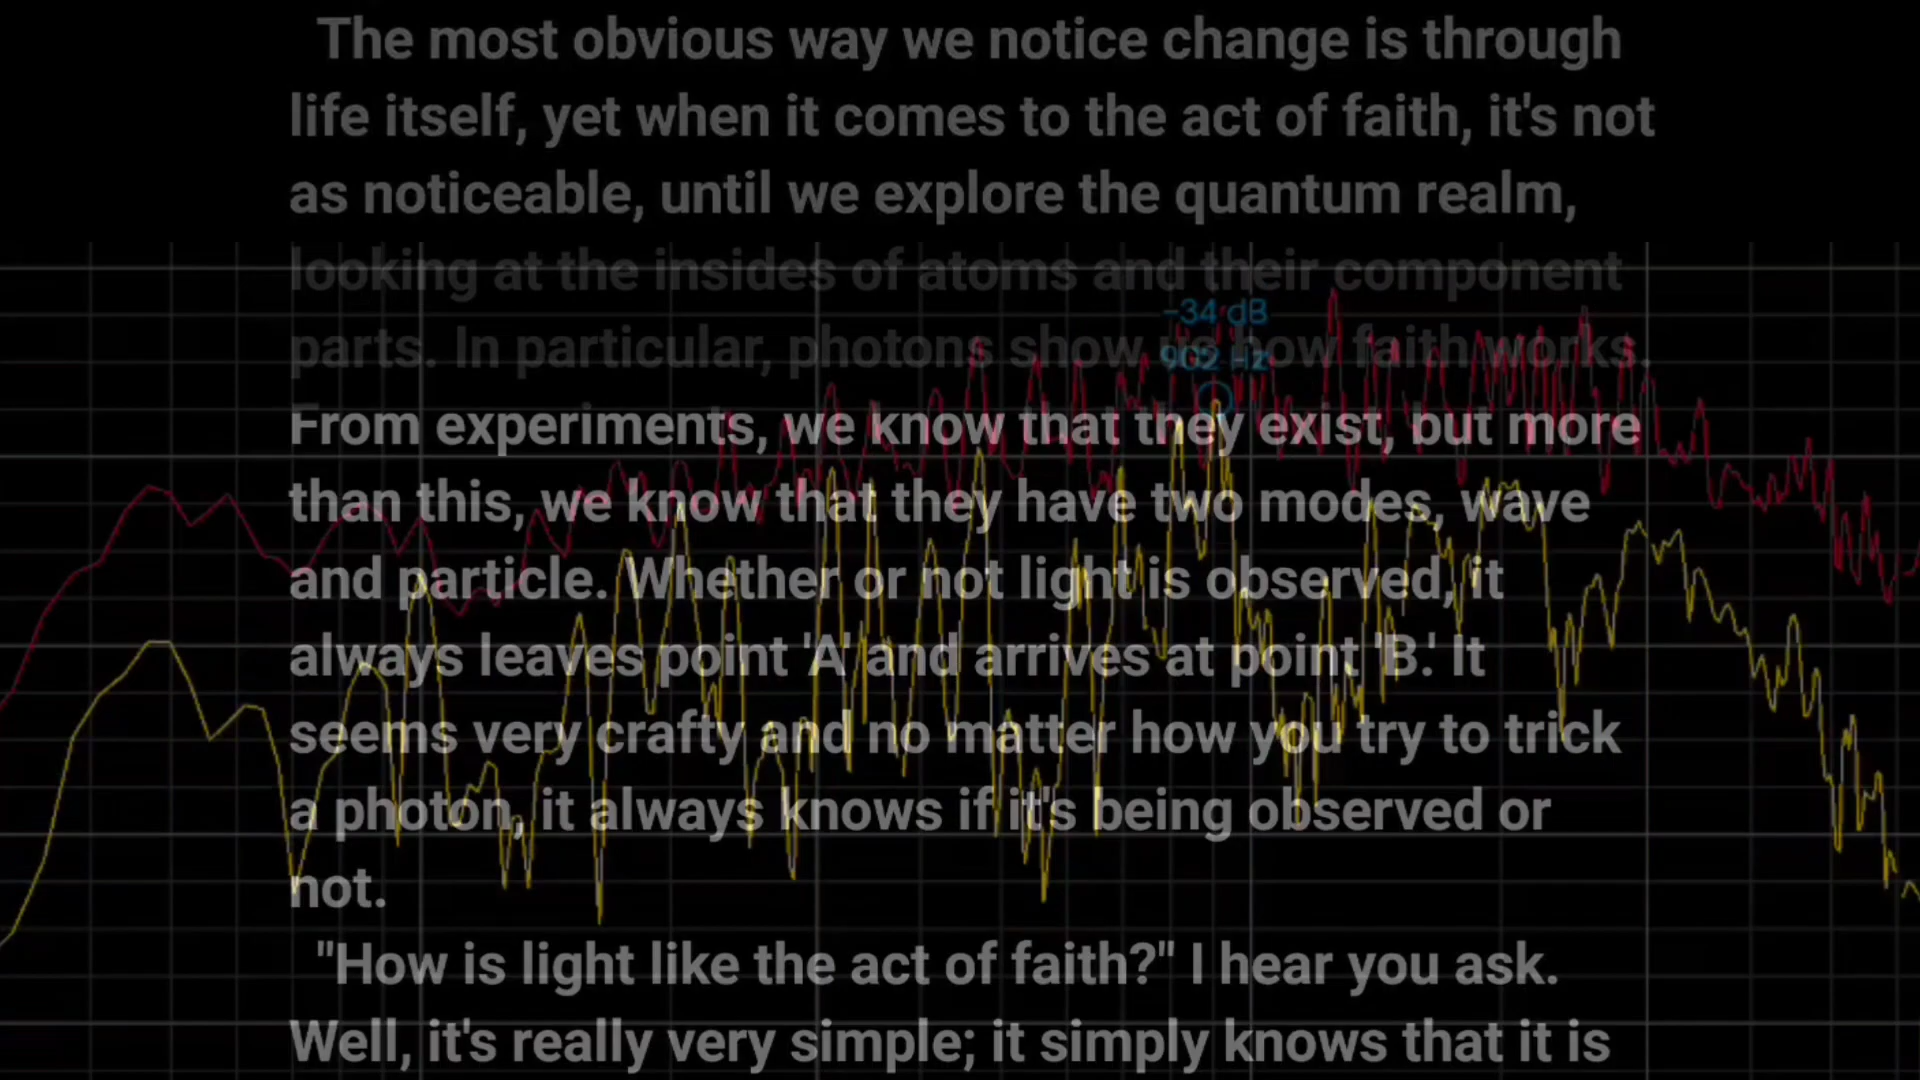 The most obvious way we notice change is through
life itself, yet when it comes to the act of faith, it's not
as noticeable, until we explore the quantum realm,
looking at the insides of atoms and their component
parts. In particular, photons show us how faith works.
-34 dB
902 Hz
From experiments, we know that they exist, but more
than this, we know that they have two modes, wave
and particle. Whether or not light is observed, it
always leaves point 'A' and arrives at point 'B.' It
seems very crafty and no matter how you try to trick
a photon, it always knows if it's being observed or
not.
"How is light like the act of faith?" I hear you ask.
Well, it's really very simple; it simply knows that it is